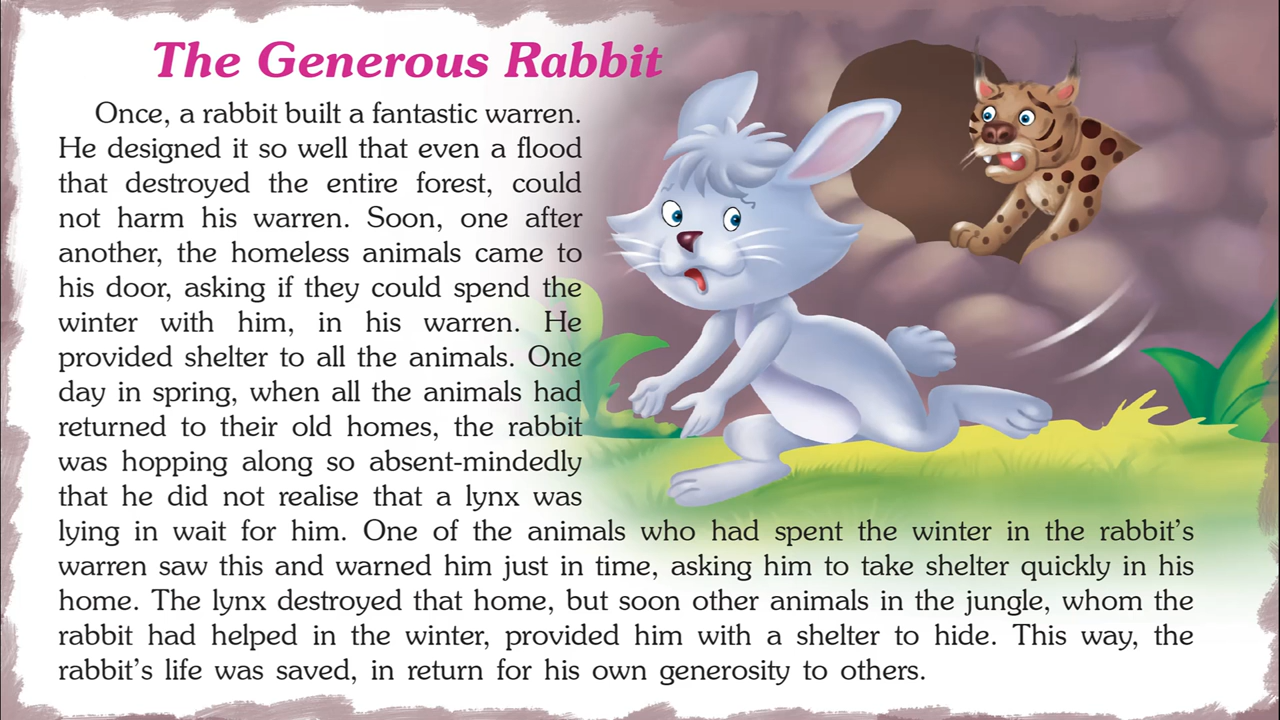 The Generous Rabbit
Once, a rabbit built a fantastic warren.
He designed it so well that even a flood
that destroyed the entire forest, could
not harm his warren. Soon, one after
another, the homeless animals came to
his door, asking if they could spend the
winter with him, in his warren. He
provided shelter to all the animals. One
day in spring, when all the animals had
returned to their old homes, the rabbit
was hopping along so absent-mindedly
that he did not realise that a lynx was
lying in wait for him. One of the animals who had spent the winter in the rabbit’s
warren saw this and warned him just in time, asking him to take shelter quickly in his
home. The lynx destroyed that home, but soon other animals in the jungle, whom the
rabbit had helped in the winter, provided him with a shelter to hide. This way, the
rabbit’s life was saved, in return for his own generosity to others.